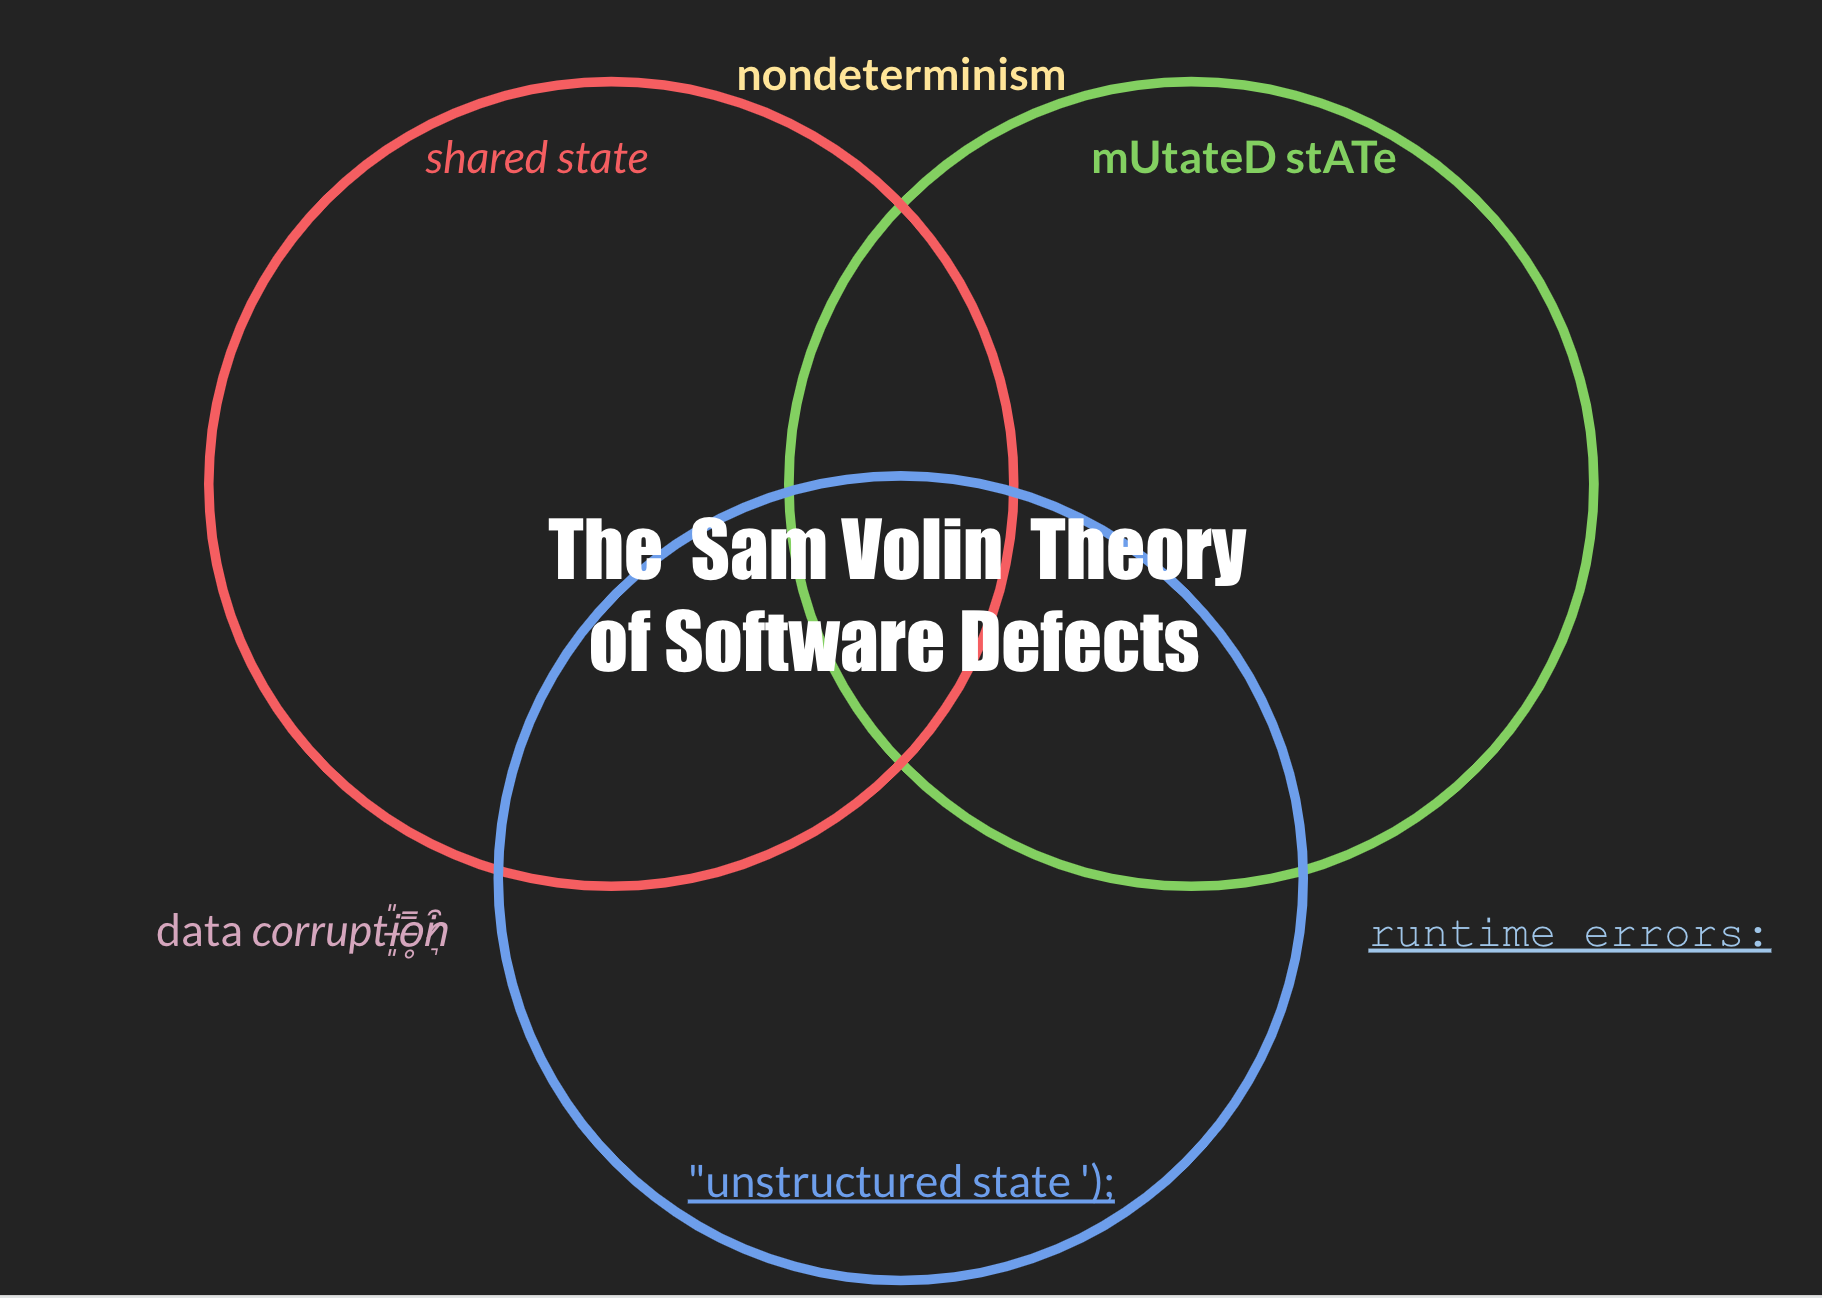 nondeterminism
shared state
mUtateD stATe
The Sam Volin Theory
of Software Defects
data corruption
runtime errors:
"unstructured state ');